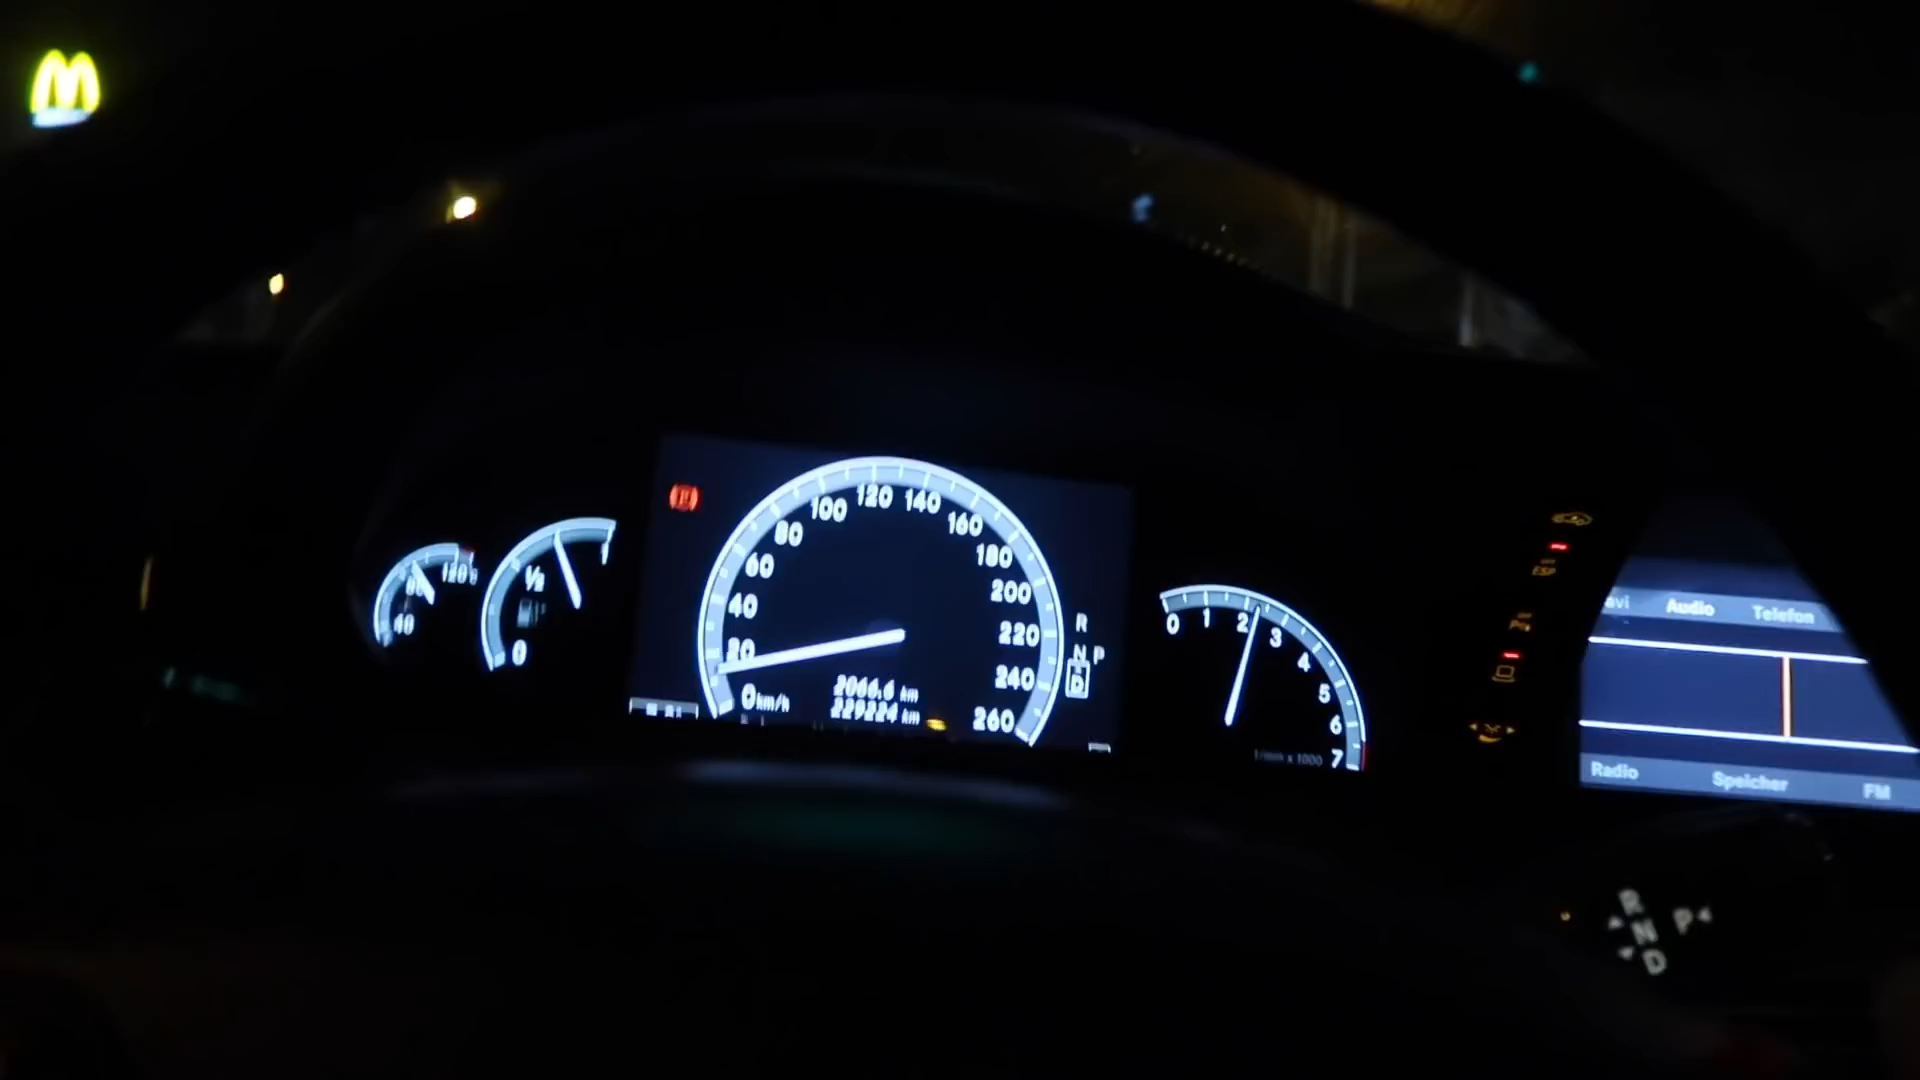 M
40
80
120°C
0
1/2
1
0 km/h
20
40
60
80
100
120
140
160
180
200
220
240
260
2066.6 km
229224 km
R
N P
D
0
1
2
3
4
5
6
7
1/min x 1000
ESP
Audio
Telefon
Radio
Speicher
FM
R
N P
D